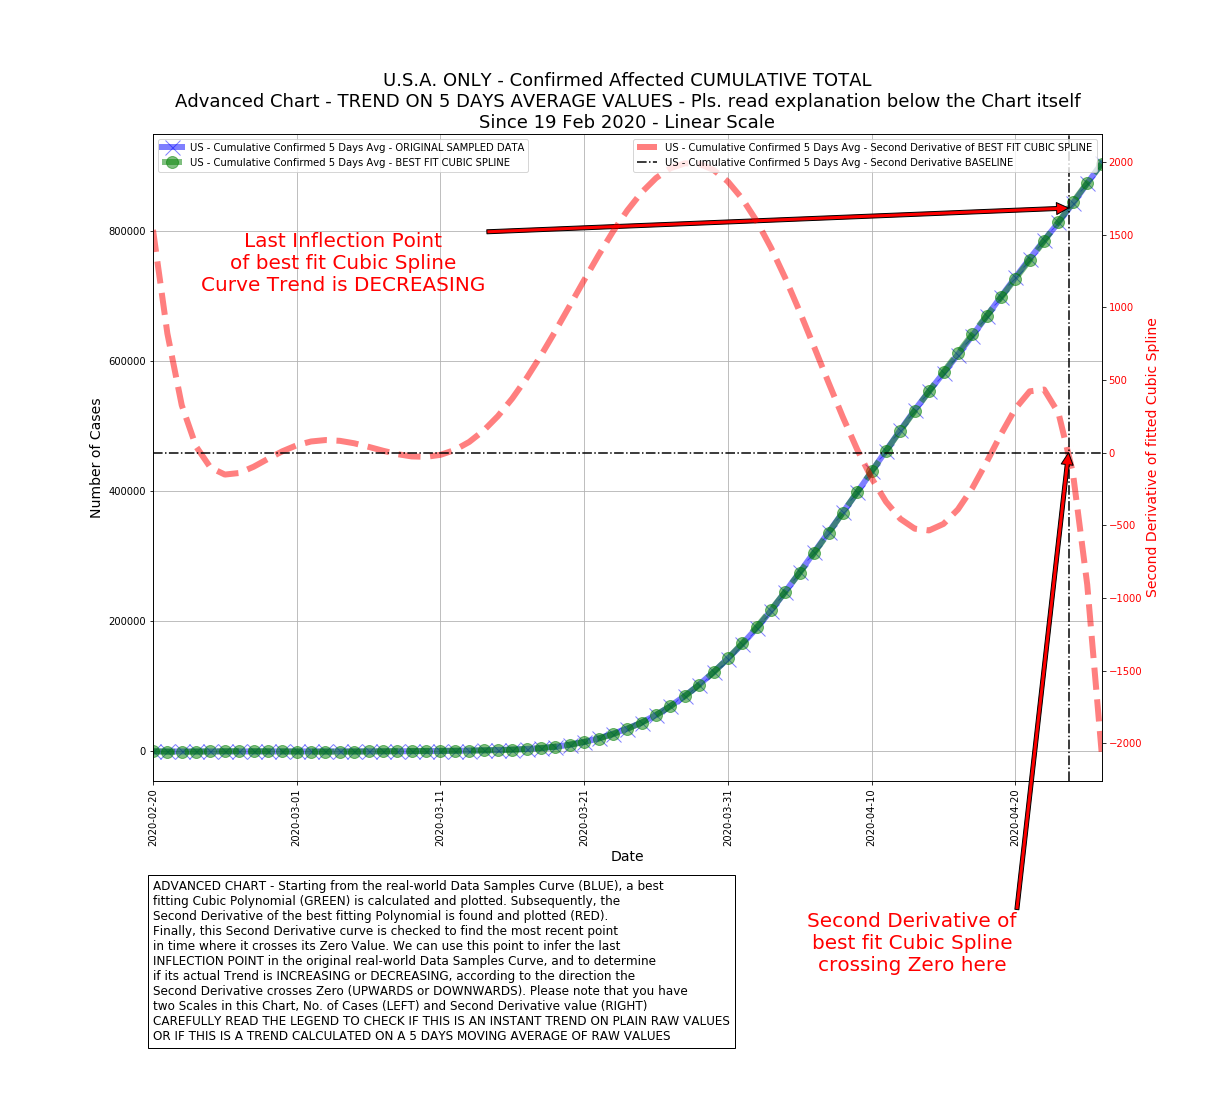 U.S.A. ONLY - Confirmed Affected CUMULATIVE TOTAL
Advanced Chart - TREND ON 5 DAYS AVERAGE VALUES - Pls. read explanation below the Chart itself
Since 19 Feb 2020 - Linear Scale
US - Cumulative Confirmed 5 Days Avg - ORIGINAL SAMPLED DATA
US - Cumulative Confirmed 5 Days Avg - BEST FIT CUBIC SPLINE
US - Cumulative Confirmed 5 Days Avg - Second Derivative of BEST FIT CUBIC SPLINE
US - Cumulative Confirmed 5 Days Avg - Second Derivative BASELINE
Last Inflection Point
of best fit Cubic Spline
Curve Trend is DECREASING
Number of Cases
800000
600000
400000
200000
0
2000
1500
1000
500
0
−500
−1000
−1500
−2000
Second Derivative of fitted Cubic Spline
2020-02-20
2020-03-01
2020-03-11
2020-03-21
2020-03-31
2020-04-10
2020-04-20
Date
ADVANCED CHART - Starting from the real-world Data Samples Curve (BLUE), a best
fitting Cubic Polynomial (GREEN) is calculated and plotted. Subsequently, the
Second Derivative of the best fitting Polynomial is found and plotted (RED).
Finally, this Second Derivative curve is checked to find the most recent point
in time where it crosses its Zero Value. We can use this point to infer the last
INFLECTION POINT in the original real-world Data Samples Curve, and to determine
if its actual Trend is INCREASING or DECREASING, according to the direction the
Second Derivative crosses Zero (UPWARDS or DOWNWARDS). Please note that you have
two Scales in this Chart, No. of Cases (LEFT) and Second Derivative value (RIGHT)
CAREFULLY READ THE LEGEND TO CHECK IF THIS IS AN INSTANT TREND ON PLAIN RAW VALUES
OR IF THIS IS A TREND CALCULATED ON A 5 DAYS MOVING AVERAGE OF RAW VALUES
Second Derivative of
best fit Cubic Spline
crossing Zero here